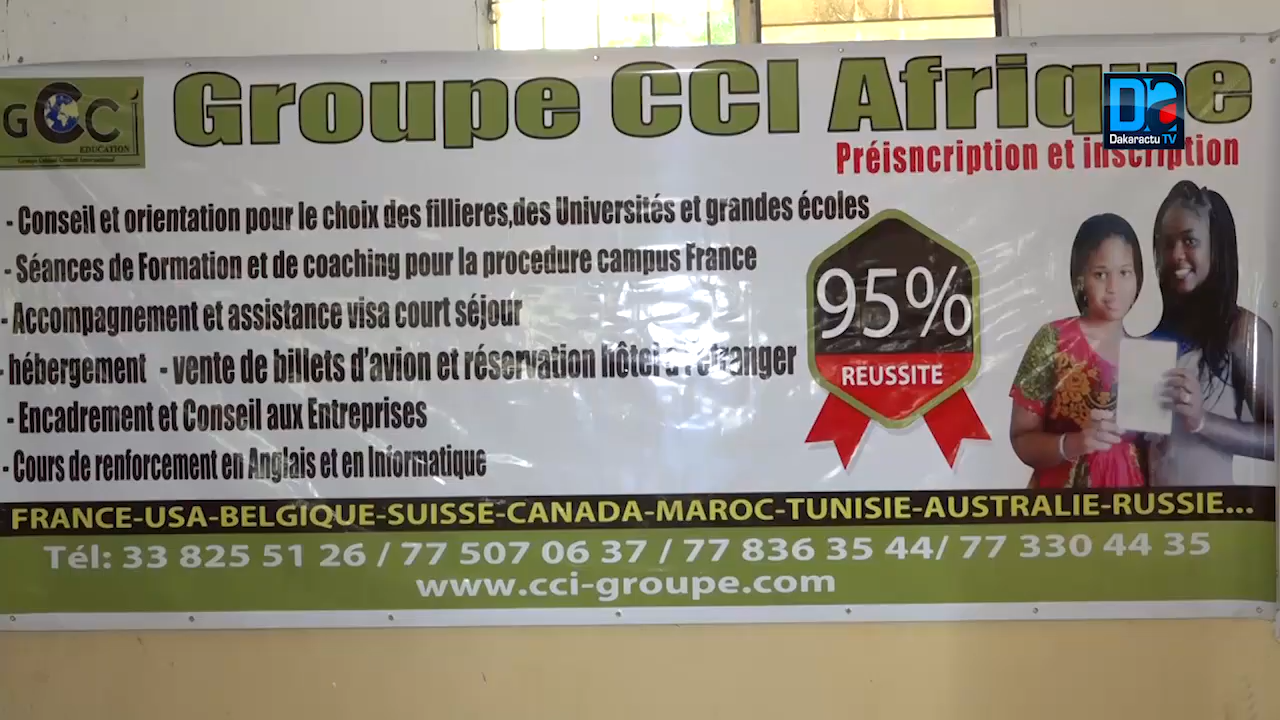 Groupe CCI Afrique
GCCi
EDUCATION
Dakaractu TV
Préisncription et inscription
- Conseil et orientation pour le choix des fillieres,des Universités et grandes écoles
- Séances de Formation et de coaching pour la procedure campus France
- Accompagnement et assistance visa court séjour
- hébergement - vente de billets d'avion et réservation hôtel à l'étranger
- Encadrement et Conseil aux Entreprises
- Cours de renforcement en Anglais et en Informatique
95%
REUSSITE
FRANCE-USA-BELGIQUE-SUISSE-CANADA-MAROC-TUNISIE-AUSTRALIE-RUSSIE...
Tél: 33 825 51 26 / 77 507 06 37 / 77 836 35 44/ 77 330 44 35
www.cci-groupe.com